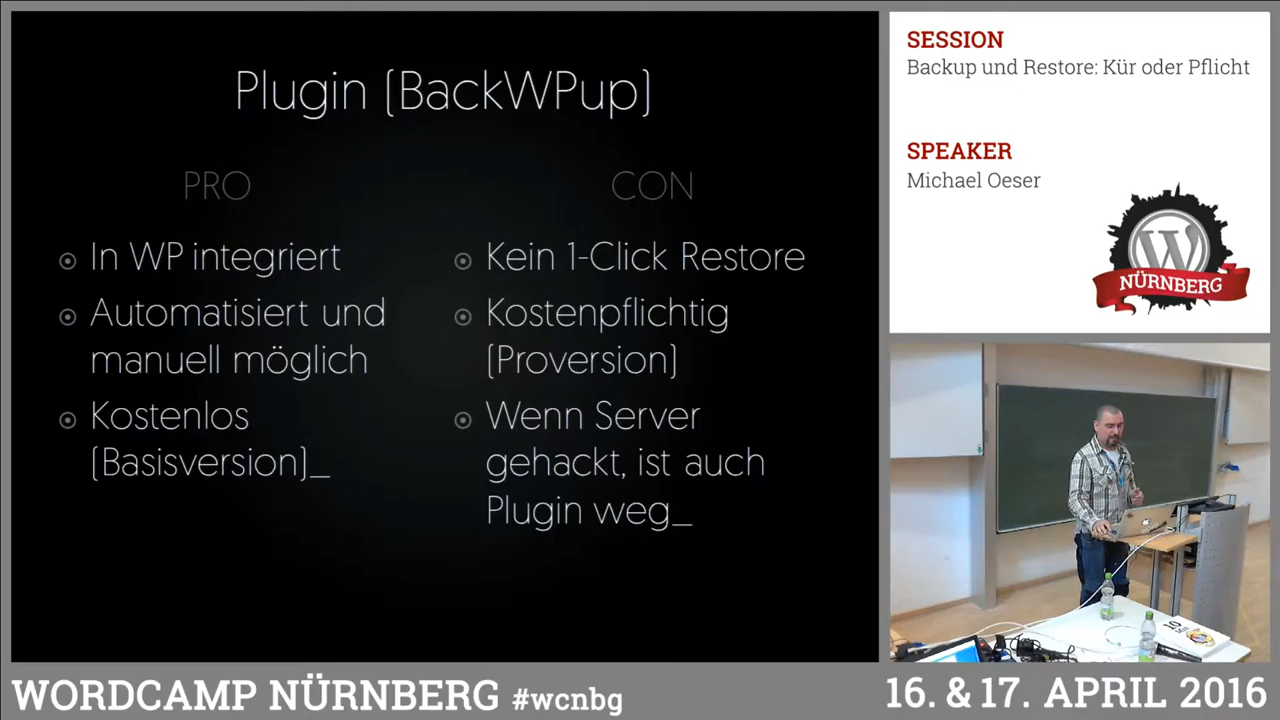 Plugin (BackWPup)
PRO
In WP integriert
Automatisiert und
manuell möglich
Kostenlos
(Basisversion)_
CON
Kein 1-Click Restore
Kostenpflichtig
(Proversion)
Wenn Server
gehackt, ist auch
Plugin weg_
SESSION
Backup und Restore: Kür oder Pflicht
SPEAKER
Michael Oeser
W
NÜRNBERG
10
Min
WORDCAMP NÜRNBERG #wcnbg
16. & 17. APRIL 2016